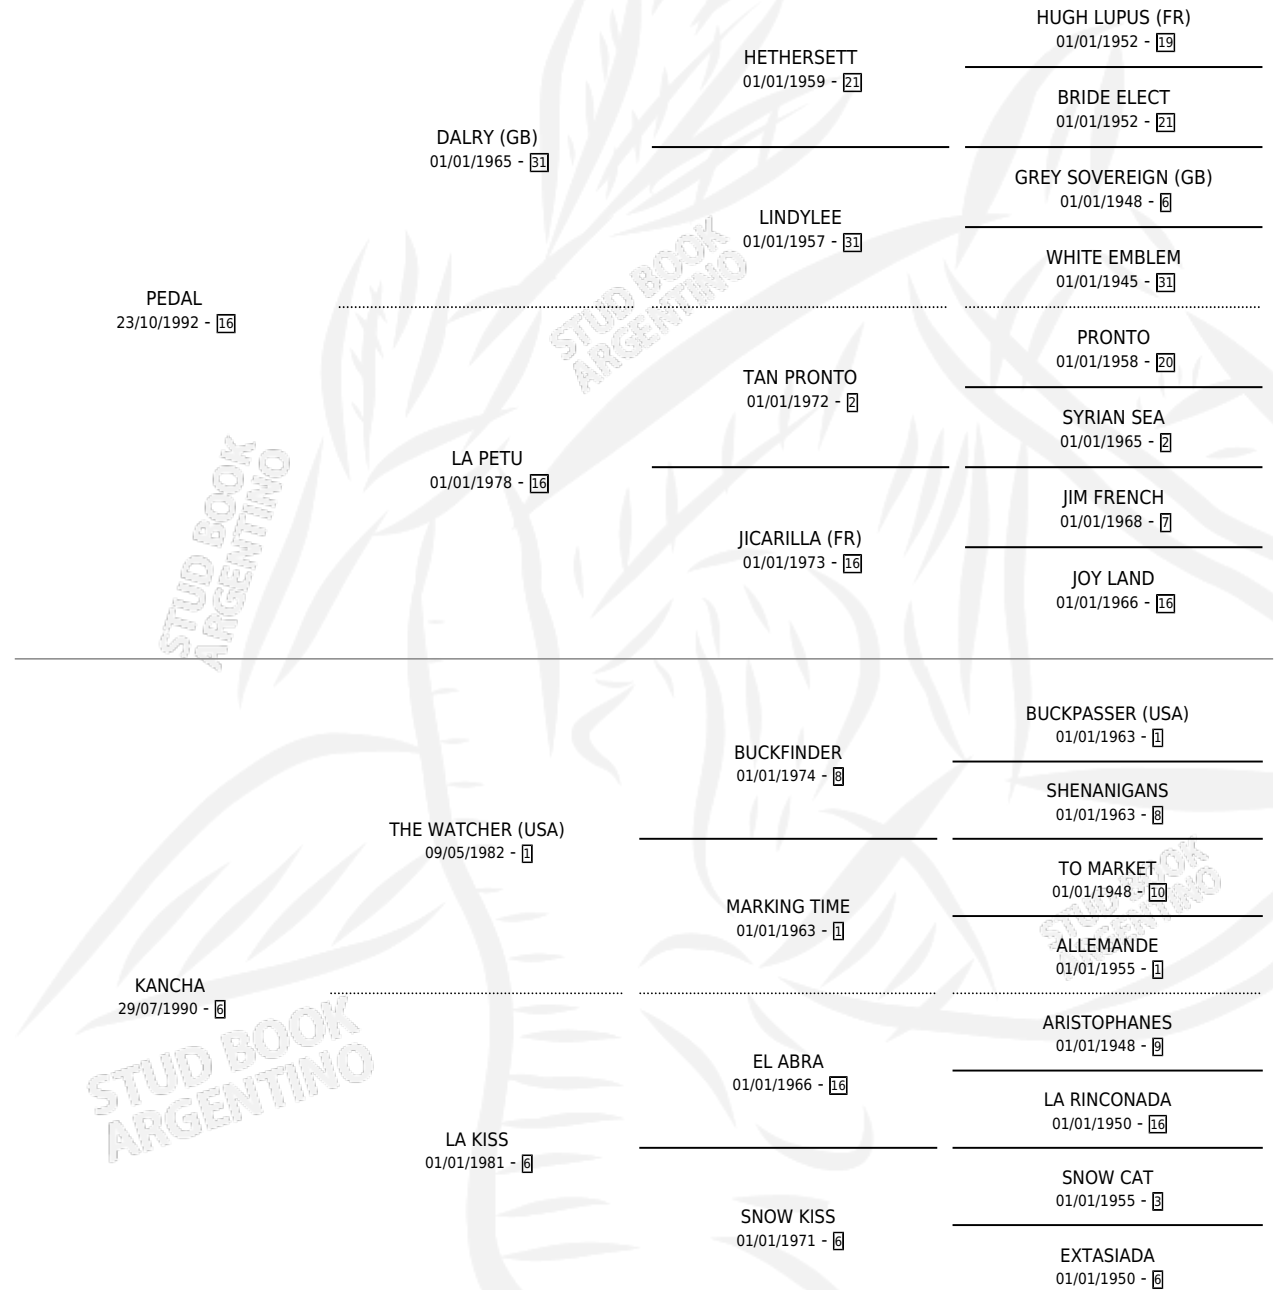 HUGH LUPUS (FR)
01/01/1952 - 19
HETHERSETT
01/01/1959 - 21
BRIDE ELECT
01/01/1952 - 21
DALRY (GB)
01/01/1965 - 31
GREY SOVEREIGN (GB)
01/01/1948 - 6
LINDYLEE
01/01/1957 - 31
WHITE EMBLEM
01/01/1945 - 31
PEDAL
23/10/1992 - 16
STUD BOOK
ARGENTINO
PRONTO
01/01/1958 - 20
TAN PRONTO
01/01/1972 - 2
SYRIAN SEA
01/01/1965 - 2
LA PETU
01/01/1978 - 16
JIM FRENCH
01/01/1968 - 7
JICARILLA (FR)
01/01/1973 - 16
JOY LAND
01/01/1966 - 16
STUD BOOK
ARGENTINO
BUCKPASSER (USA)
01/01/1963 - 1
BUCKFINDER
01/01/1974 - 8
SHENANIGANS
01/01/1963 - 8
THE WATCHER (USA)
09/05/1982 - 1
TO MARKET
01/01/1948 - 10
STUD BOOK
ARGENTINO
MARKING TIME
01/01/1963 - 1
ALLEMANDE
01/01/1955 - 1
KANCHA
29/07/1990 - 6
STUD BOOK
ARGENTINO
ARISTOPHANES
01/01/1948 - 9
EL ABRA
01/01/1966 - 16
LA RINCONADA
01/01/1950 - 16
LA KISS
01/01/1981 - 6
SNOW CAT
01/01/1955 - 3
SNOW KISS
01/01/1971 - 6
EXTASIADA
01/01/1950 - 6